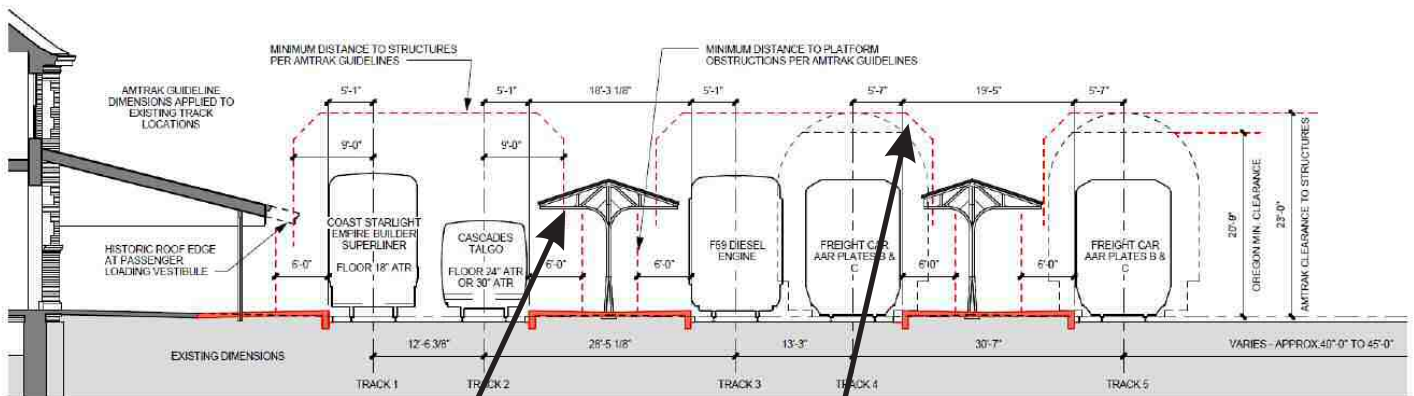 MINIMUM DISTANCE TO STRUCTURES
PER AMTRAK GUIDELINES
MINIMUM DISTANCE TO PLATFORM
OBSTRUCTIONS PER AMTRAK GUIDELINES
AMTRAK GUIDELINE
DIMENSIONS APPLIED TO
EXISTING TRACK
LOCATIONS
5'-1"
5'-1"
18'-3 1/8"
5'-1"
5'-7"
19'-5"
5'-7"
9'-0"
9'-0"
HISTORIC ROOF EDGE
AT PASSENGER
LOADING VESTIBULE
6'-0"
COAST STARLIGHT
EMPIRE BUILDER
SUPERLINER
FLOOR 18" ATR
CASCADES
TALGO
FLOOR 24" ATR
OR 30" ATR
6'-0"
6'-0"
F59 DIESEL
ENGINE
FREIGHT CAR
AAR PLATES B &
C
6'-0"
6'-0"
FREIGHT CAR
AAR PLATES B &
C
20'-9"
OREGON MIN. CLEARANCE
23'-0"
AMTRAK CLEARANCE TO STRUCTURES
EXISTING DIMENSIONS
12'-6 3/8"
28'-5 1/8"
13'-3"
30'-7"
VARIES - APPROX.40'-0" TO 45'-0"
TRACK 1
TRACK 2
TRACK 3
TRACK 4
TRACK 5